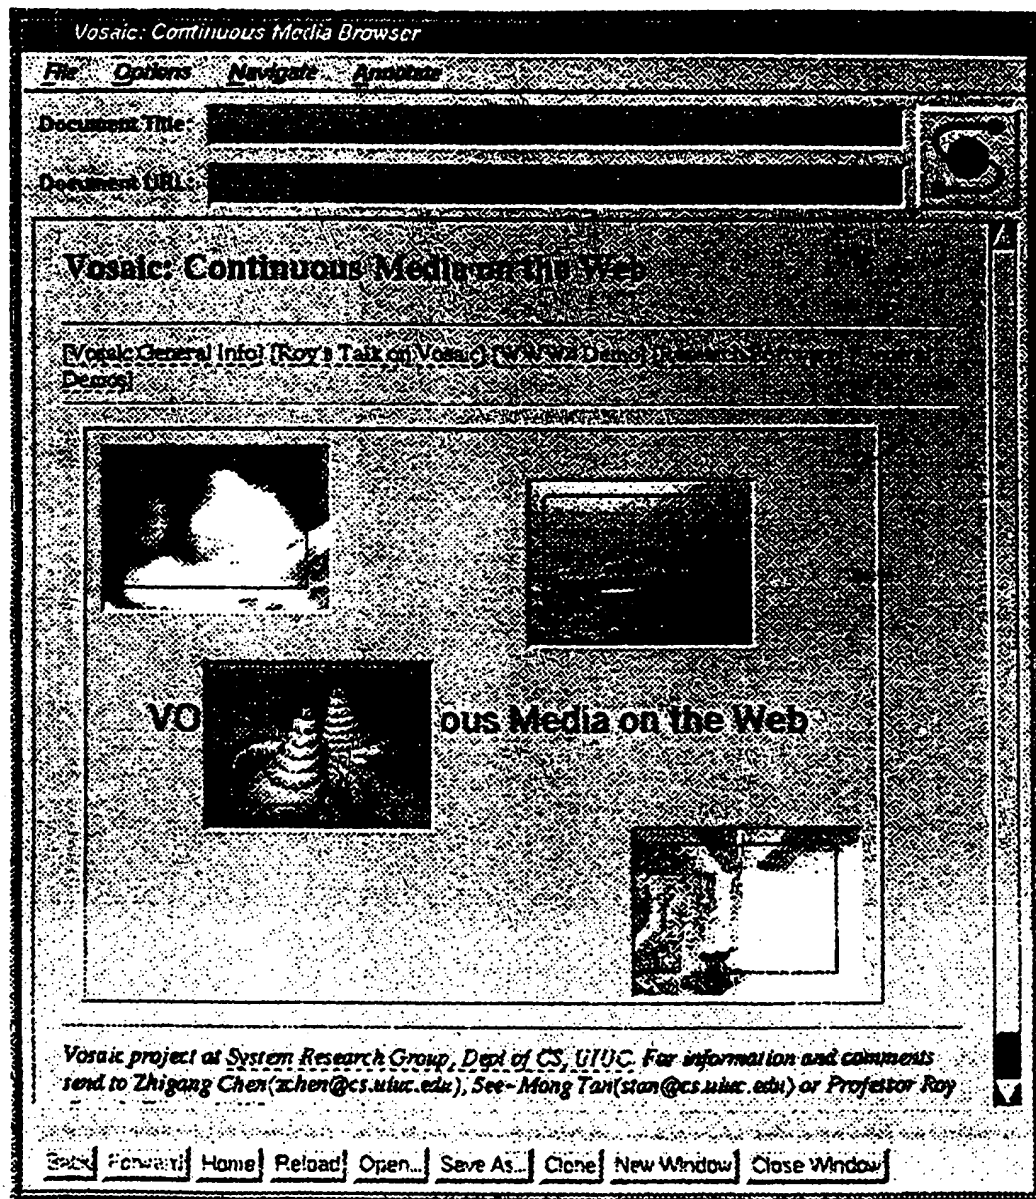 Vosaic: Continuous Media Browser
File Options Navigate Annotate
Document Title:
Document URL:
Vosaic: Continuous Media on the Web
[Vosaic General Info] [Roy's Talk on Vosaic] [WWW4 Demo] [Research
Demos]
VO ous Media on the Web
Vosaic project at System Research Group, Dept of CS, UIUC. For information and comments
send to Zhigang Chen(zchen@cs.uiuc.edu), See-Mong Tan(stan@cs.uiuc.edu) or Professor Roy
Back Forward Home Reload Open... Save As... Clone New Window Close Window